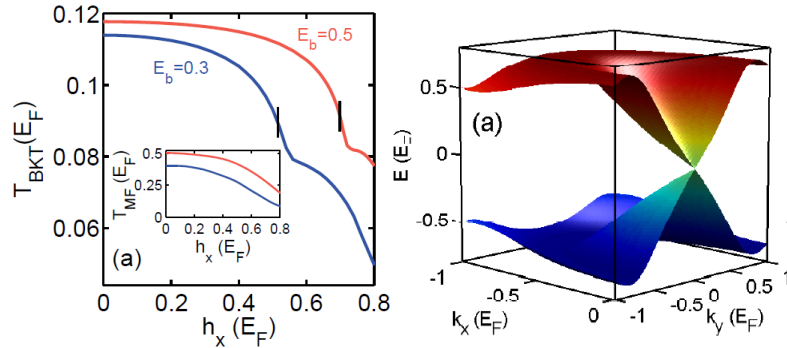 0.12
E_b=0.5
E_b=0.3
0.1
T_BKT(E_F)
0.08
0.06
0.5
0.25
0
T_MF (E_F)
0 0.2 0.4 0.6 0.8
h_x (E_F)
(a)
0 0.2 0.4 0.6 0.8
h_x (E_F)
(a)
E (E_F)
0.5
0
-0.5
-1
-0.5
0
k_x (E_F)
-1
-0.5
0
0.5
1
k_y (E_F)